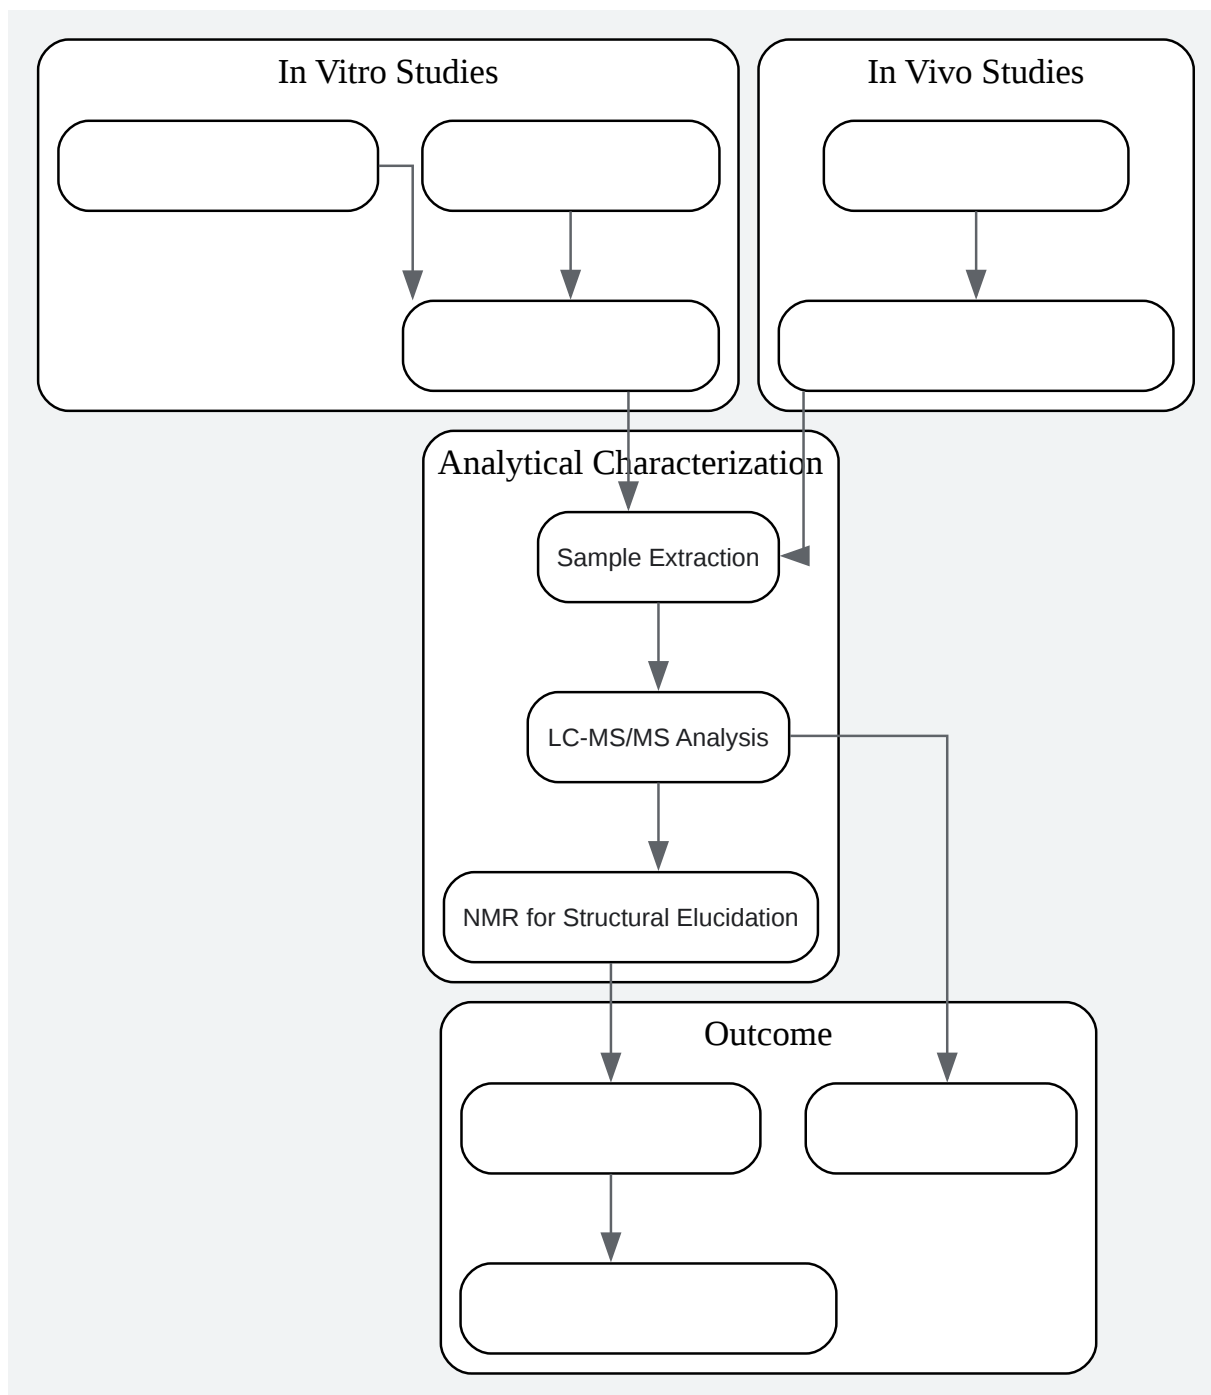 In Vitro Studies
In Vivo Studies
Analytical Characterization
Sample Extraction
LC-MS/MS Analysis
NMR for Structural Elucidation
Outcome